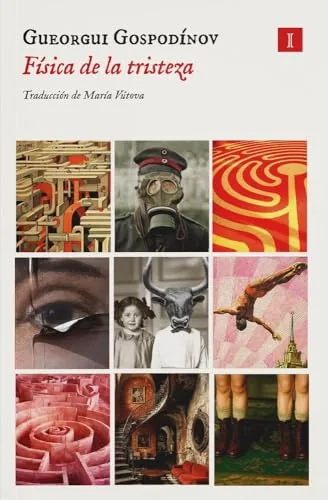 Gueorgui Gospodínov
Física de la tristeza
Traducción de María Vútova
I